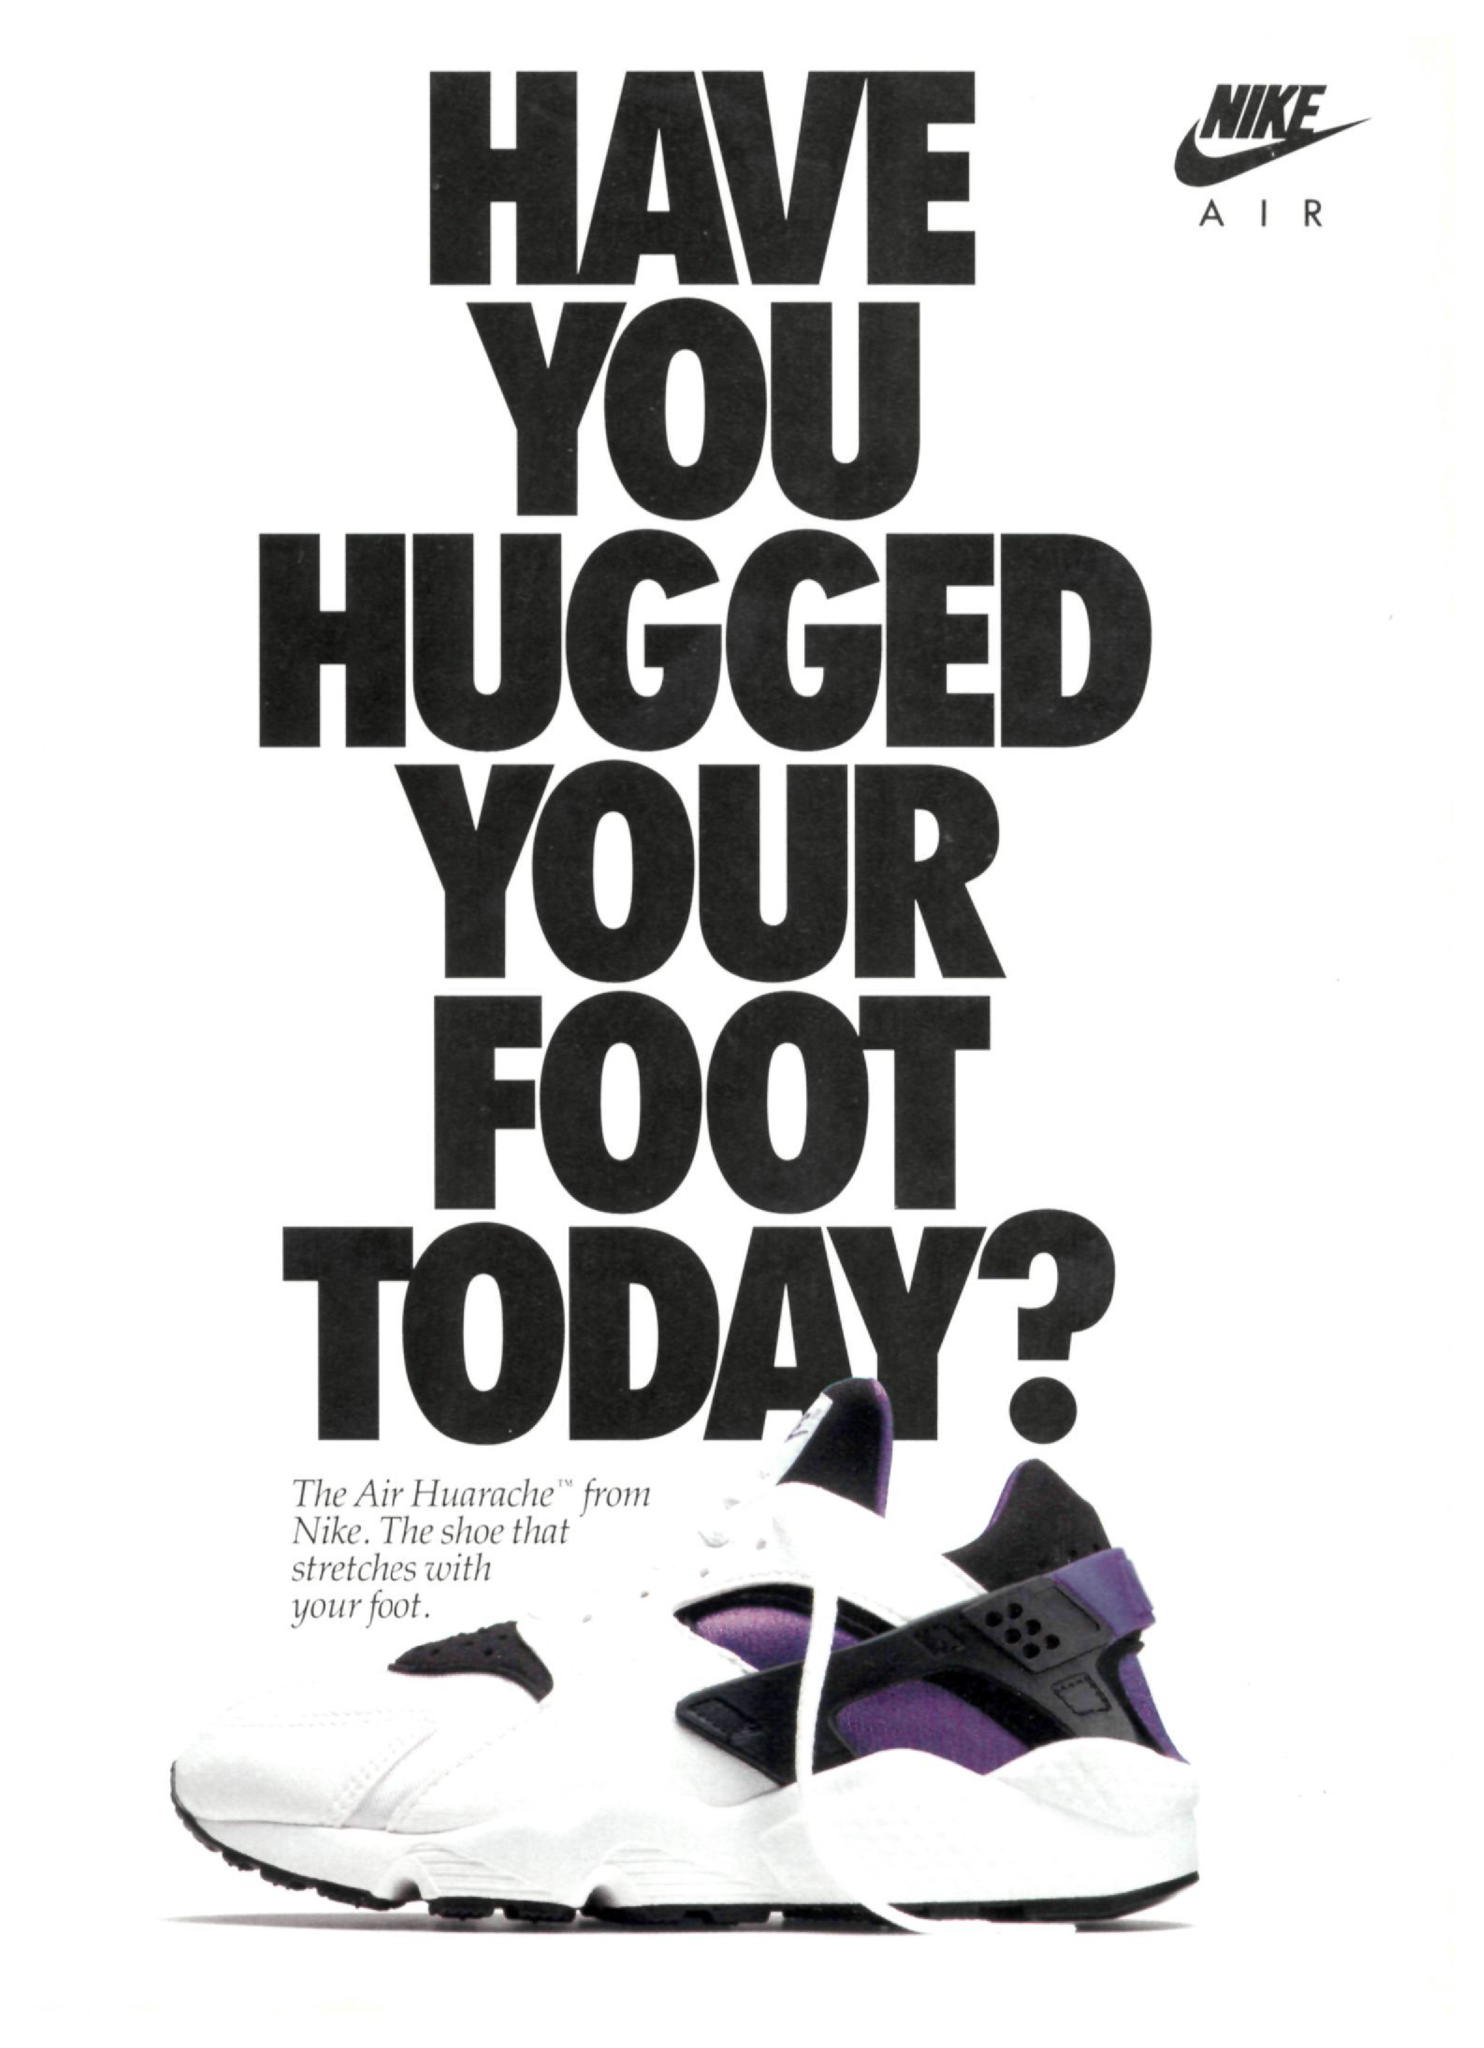 HAVE
YOU
HUGGED
YOUR
FOOT
TODAY?
NIKE
AIR
The Air Huarache™ from
Nike. The shoe that
stretches with
your foot.